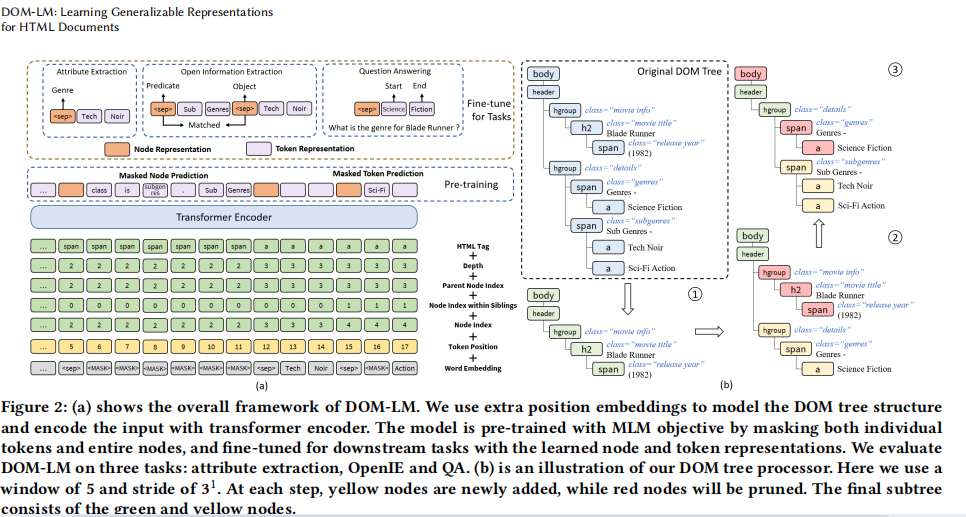 DOM-LM: Learning Generalizable Representations
for HTML Documents
Attribute Extraction
Genre
<sep> Tech Noir
Open Information Extraction
Predicate Object
<sep> Sub Genres <sep> Tech Noir
Matched
Question Answering
Start End
<sep> Science Fiction
What is the genre for Blade Runner ?
Fine-tune
for Tasks
Node Representation Token Representation
Masked Node Prediction Masked Token Prediction
... class is subgen res . Sub Genres Sci-Fi
Pre-training
Transformer Encoder
... span span span span span span span a a a a a a HTML Tag
+
... 2 2 2 2 2 2 2 3 3 3 3 3 3 Depth
+
... 2 2 2 2 2 2 2 3 3 3 3 3 3 Parent Node Index
+
... 0 0 0 0 0 0 0 0 0 0 1 1 1 Node Index within Siblings
+
... 2 2 2 2 2 2 2 3 3 3 4 4 4 Node Index
+
... 5 6 7 8 9 10 11 12 13 14 15 16 17 Token Position
+
... <sep> <MASK> <MASK> <MASK> <MASK> <MASK> <MASK> <sep> Tech Noir <sep> <MASK> Action Word Embedding
(a)
Original DOM Tree
body
header
hgroup class="movie info"
h2 class="movie title"
Blade Runner
span class="release year"
(1982)
hgroup class="details"
span class="genres"
Genres -
a Science Fiction
span class="subgenres"
Sub Genres -
a Tech Noir
a Sci-Fi Action
①
body
header
hgroup class="movie info"
h2 class="movie title"
Blade Runner
span class="release year"
(1982)
②
body
header
hgroup class="movie info"
h2 class="movie title"
Blade Runner
span class="release year"
(1982)
hgroup class="details"
span class="genres"
Genres -
a Science Fiction
③
body
header
hgroup class="details"
span class="genres"
Genres -
a Science Fiction
span class="subgenres"
Sub Genres -
a Tech Noir
a Sci-Fi Action
(b)
Figure 2: (a) shows the overall framework of DOM-LM. We use extra position embeddings to model the DOM tree structure
and encode the input with transformer encoder. The model is pre-trained with MLM objective by masking both individual
tokens and entire nodes, and fine-tuned for downstream tasks with the learned node and token representations. We evaluate
DOM-LM on three tasks: attribute extraction, OpenIE and QA. (b) is an illustration of our DOM tree processor. Here we use a
window of 5 and stride of 3¹. At each step, yellow nodes are newly added, while red nodes will be pruned. The final subtree
consists of the green and yellow nodes.